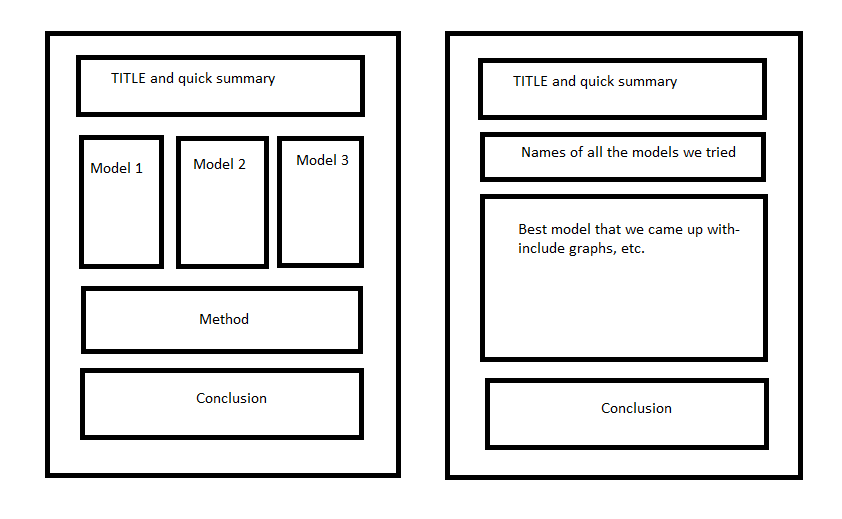 TITLE and quick summary
Model 1
Model 2
Model 3
Method
Conclusion
TITLE and quick summary
Names of all the models we tried
Best model that we came up with-
include graphs, etc.
Conclusion